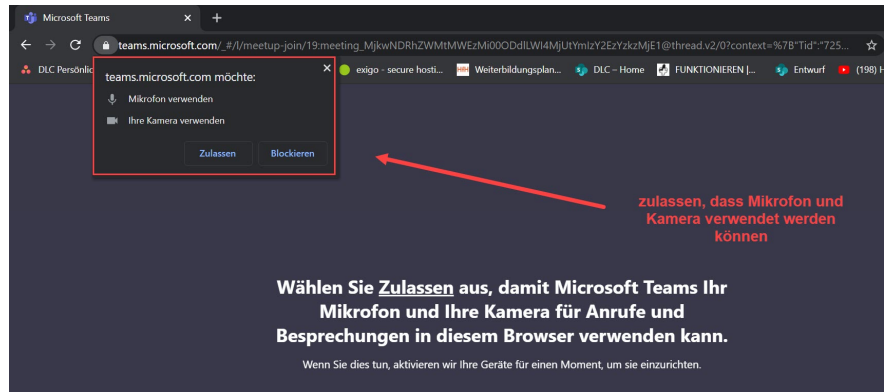 Microsoft Teams
teams.microsoft.com/_#/l/meetup-join/19:meeting_MjkwNDRhZWMtMWEzMi00ODdlLWI4MjUtYmIzY2EzYzkzMjE1@thread.v2/0?context=%7B"Tid":"725...
DLC Persönlic
exigo - secure hosti...
Weiterbildungsplan...
DLC – Home
FUNKTIONIEREN |...
Entwurf
(198) H
teams.microsoft.com möchte:
Mikrofon verwenden
Ihre Kamera verwenden
Zulassen
Blockieren
zulassen, dass Mikrofon und
Kamera verwendet werden
können
Wählen Sie Zulassen aus, damit Microsoft Teams Ihr
Mikrofon und Ihre Kamera für Anrufe und
Besprechungen in diesem Browser verwenden kann.
Wenn Sie dies tun, aktivieren wir Ihre Geräte für einen Moment, um sie einzurichten.